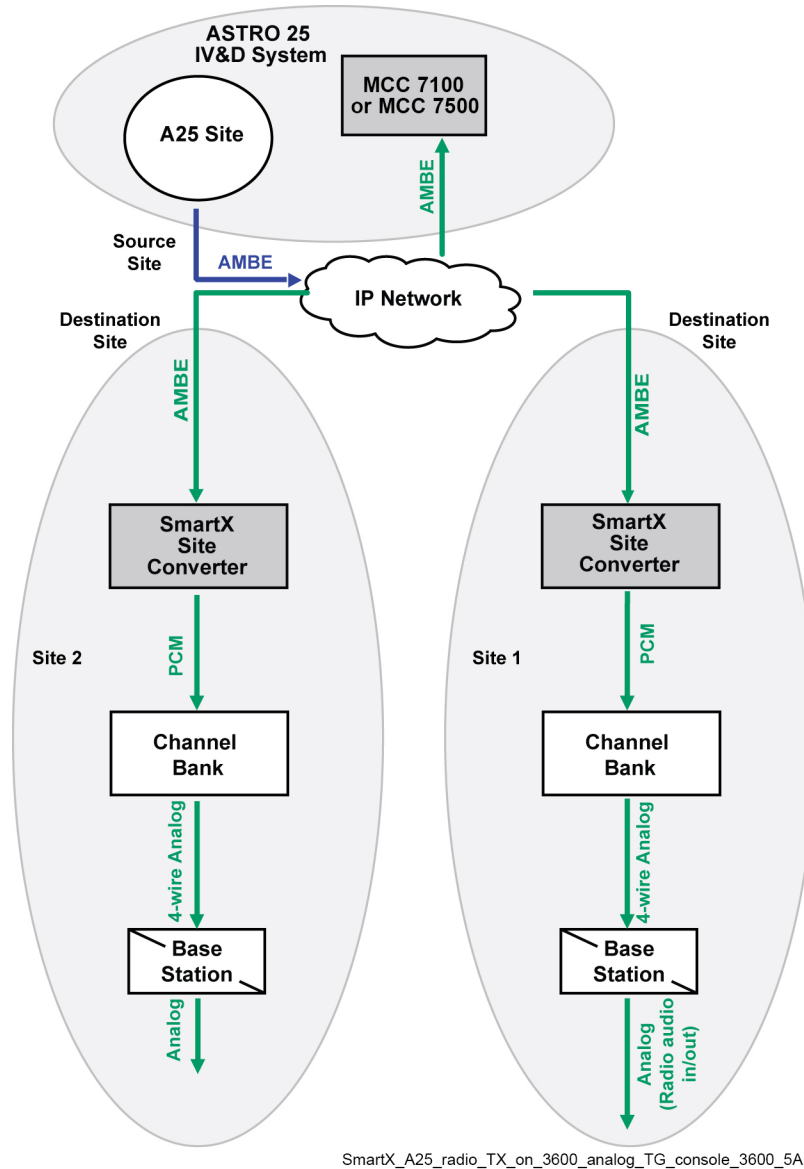 ASTRO 25
IV&D System
MCC 7100
or MCC 7500
A25 Site
AMBE
Source
Site
AMBE
IP Network
Destination
Site
Destination
Site
AMBE
AMBE
SmartX
Site
Converter
SmartX
Site
Converter
Site 2
PCM
Site 1
PCM
Channel
Bank
Channel
Bank
4-wire Analog
4-wire Analog
Base
Station
Base
Station
Analog
Analog
(Radio audio
in/out)
SmartX_A25_radio_TX_on_3600_analog_TG_console_3600_5A